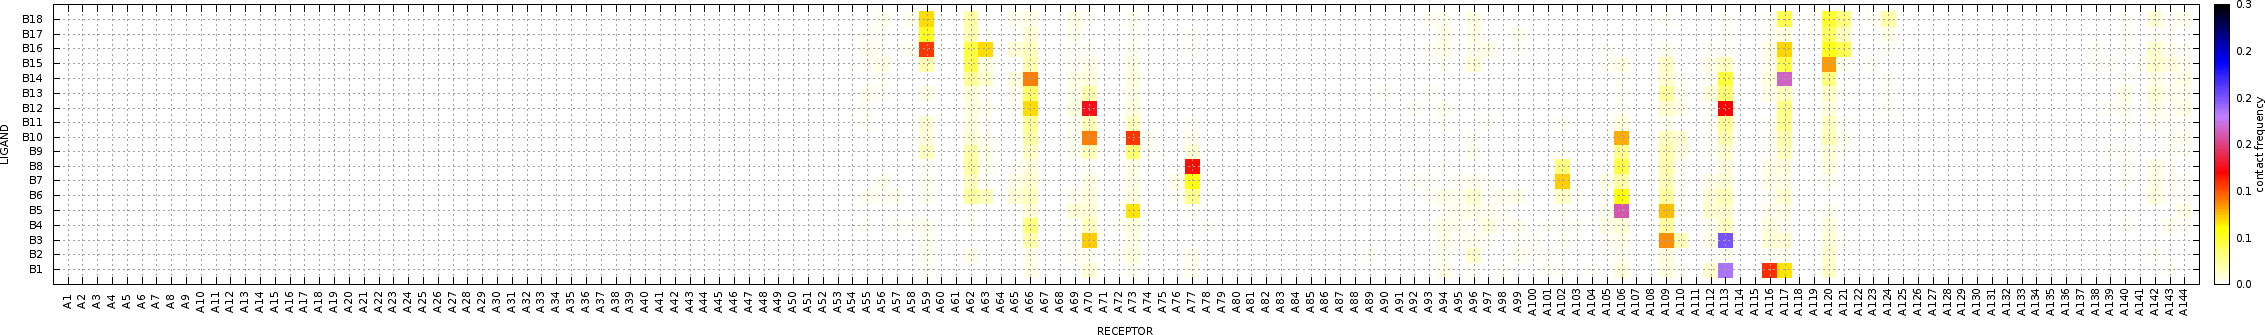 B18
B17
B16
B15
B14
B13
B12
B11
B10
B9
B8
B7
B6
B5
B4
B3
B2
B1
LIGAND
A1 A2 A3 A4 A5 A6 A7 A8 A9 A10 A11 A12 A13 A14 A15 A16 A17 A18 A19 A20 A21 A22 A23 A24 A25 A26 A27 A28 A29 A30 A31 A32 A33 A34 A35 A36 A37 A38 A39 A40 A41 A42 A43 A44 A45 A46 A47 A48 A49 A50 A51 A52 A53 A54 A55 A56 A57 A58 A59 A60 A61 A62 A63 A64 A65 A66 A67 A68 A69 A70 A71 A72 A73 A74 A75 A76 A77 A78 A79 A80 A81 A82 A83 A84 A85 A86 A87 A88 A89 A90 A91 A92 A93 A94 A95 A96 A97 A98 A99 A100 A101 A102 A103 A104 A105 A106 A107 A108 A109 A110 A111 A112 A113 A114 A115 A116 A117 A118 A119 A120 A121 A122 A123 A124 A125 A126 A127 A128 A129 A130 A131 A132 A133 A134 A135 A136 A137 A138 A139 A140 A141 A142 A143 A144
RECEPTOR
0.3
0.2
0.2
0.2
0.1
0.1
0.0
contact frequency